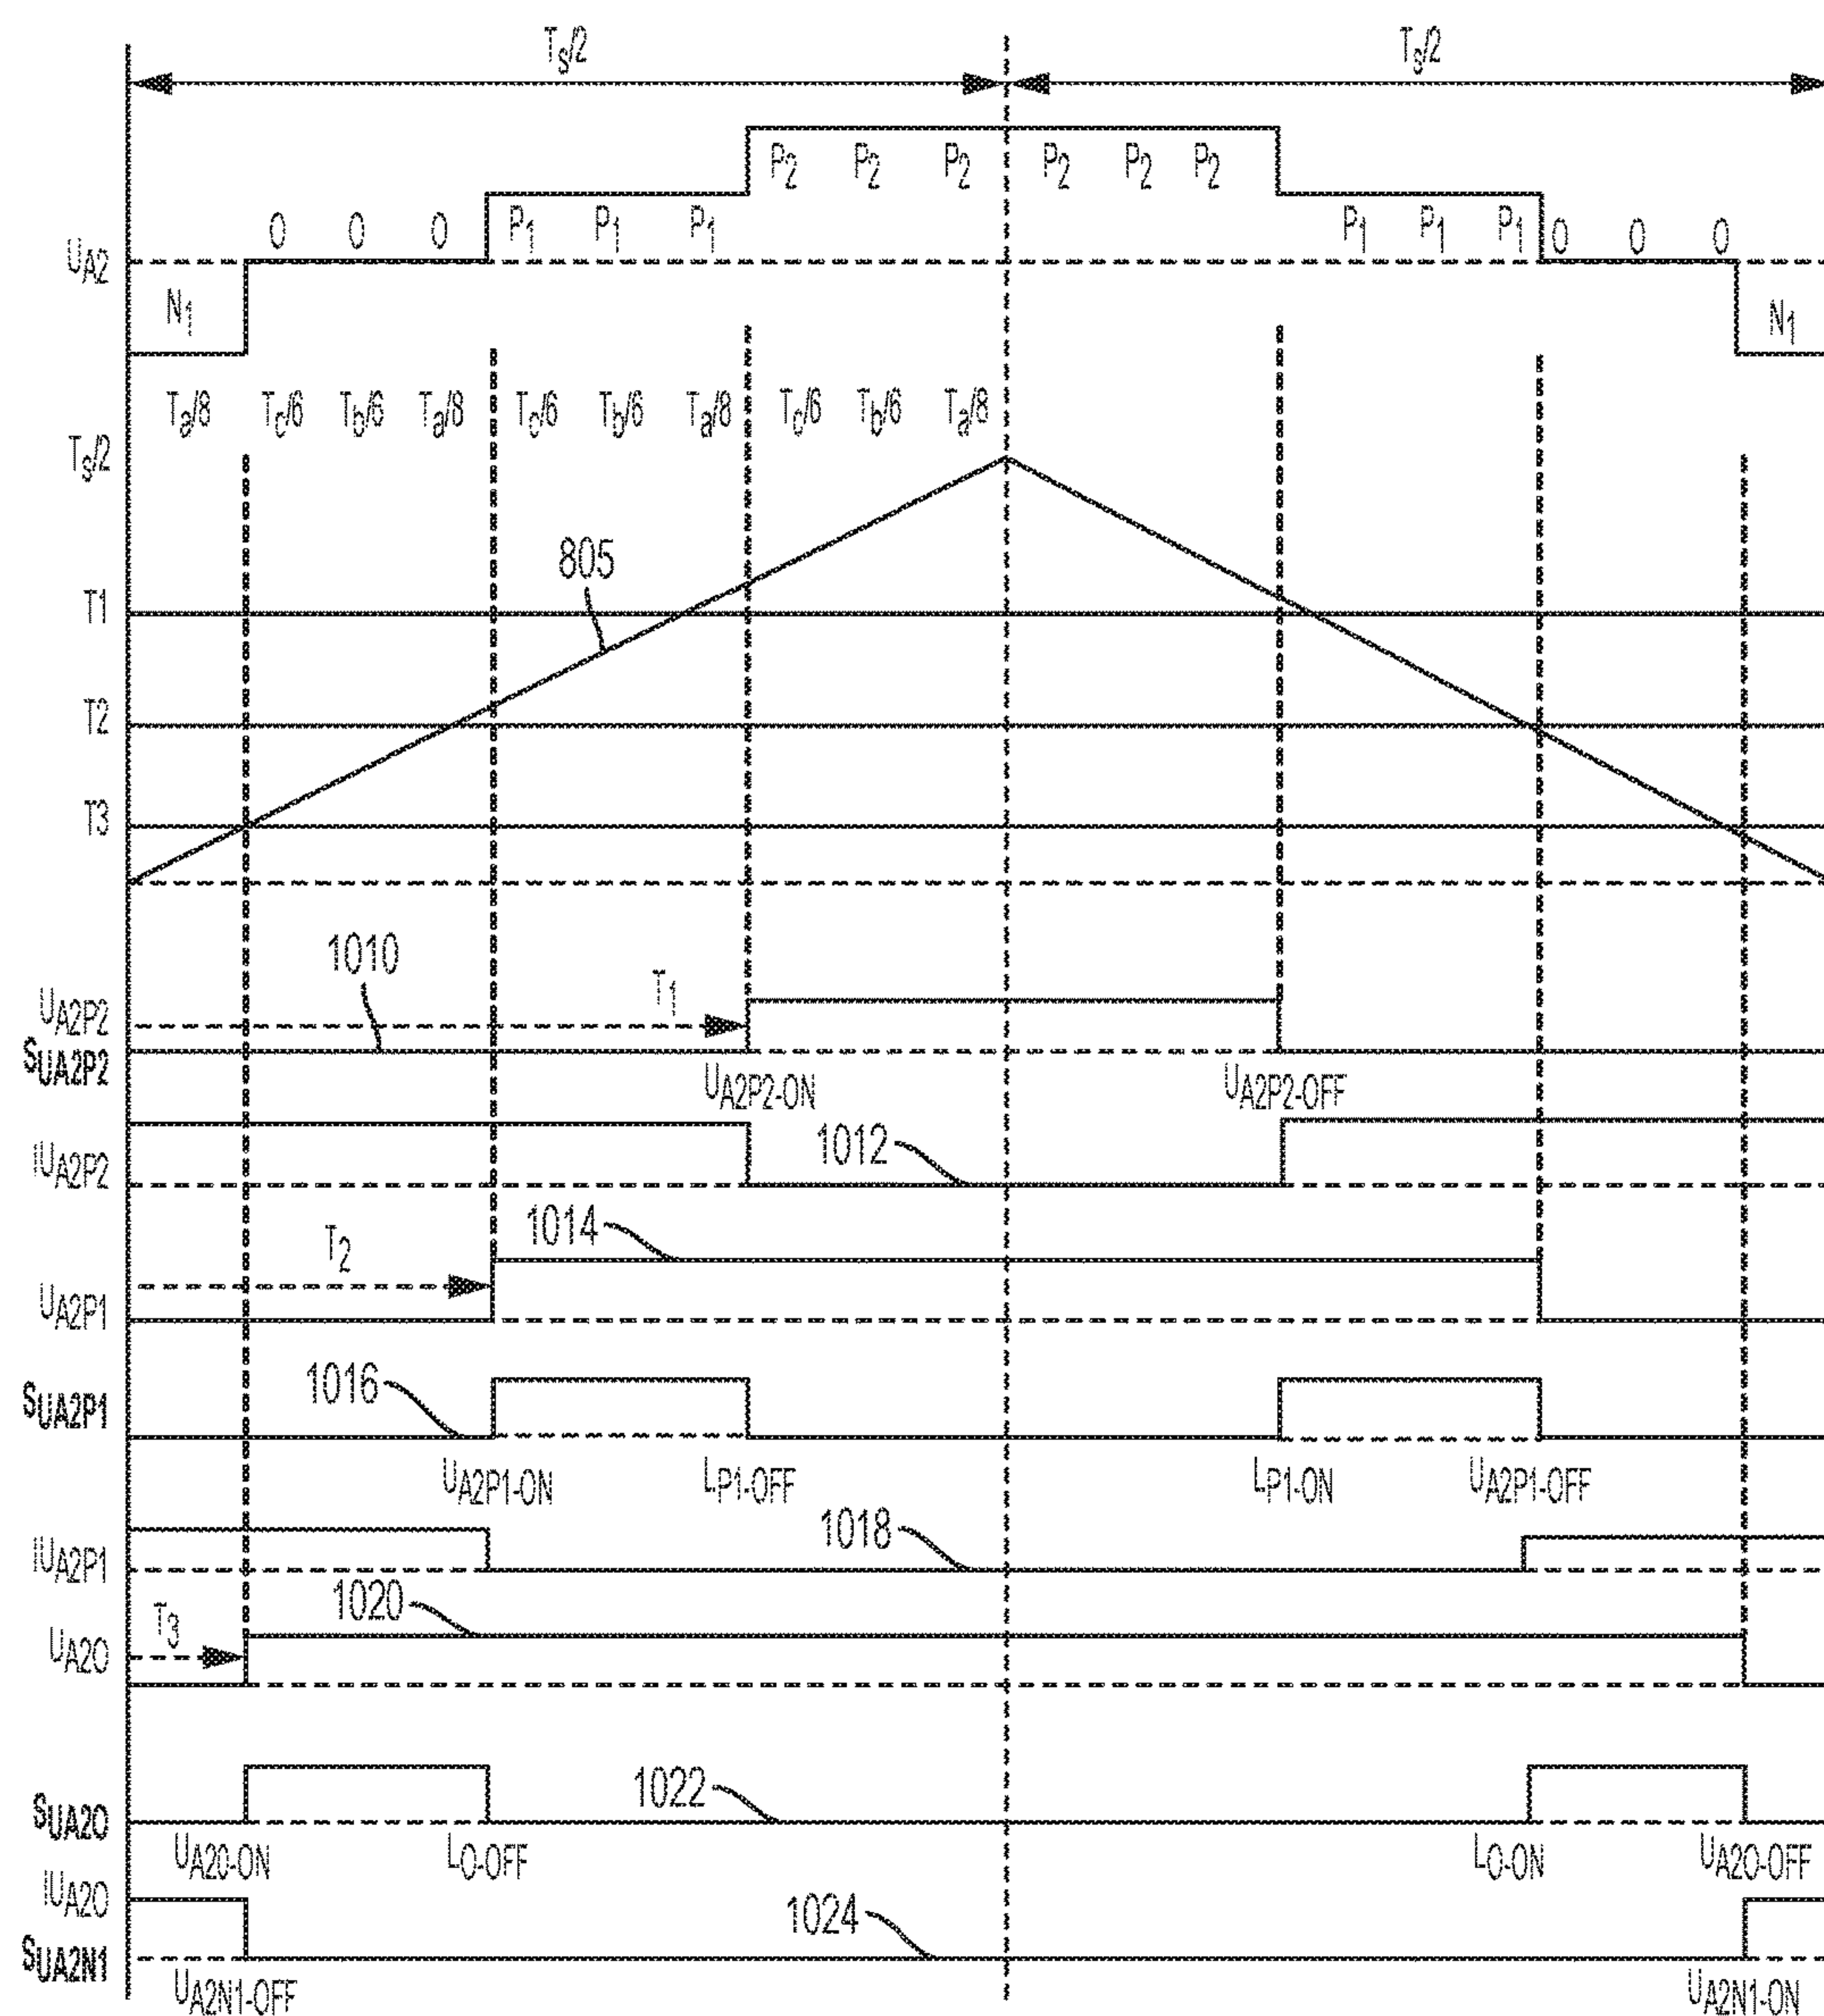 Ts/2 Ts/2
P2 P2 P2 P2 P2 P2
0 0 0 P1 P1 P1 P1 P1 P1 0 0 0
UA2
N1 N1
Ta/8 Tc/6 Tb/6 Ta/8 Tc/6 Tb/6 Ta/8 Tc/6 Tb/6 Ta/8
Ts/2
805
T1
T2
T3
1010
UA2P2 T1
SUA2P2
UA2P2-ON UA2P2-OFF
IUA2P2 1012
T2 1014
UA2P1
SUA2P1 1016
UA2P1-ON LP1-OFF LP1-ON UA2P1-OFF
IUA2P1 1018
T3 1020
UA2O
1022
SUA2O
UA2O-ON LO-OFF LO-ON UA2O-OFF
IUA2O
1024
SUA2N1
UA2N1-OFF UA2N1-ON